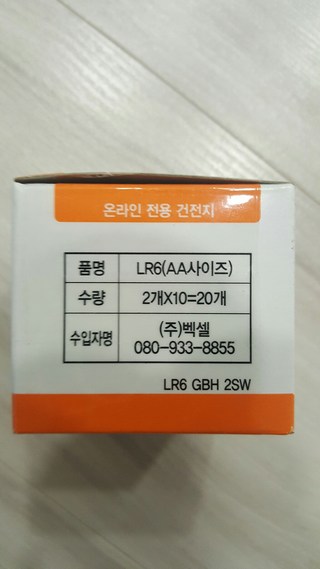 온라인 전용 건전지
품명 LR6(AA사이즈)
수량 2개X10=20개
수입자명 (주)벡셀
080-933-8855
LR6 GBH 2SW